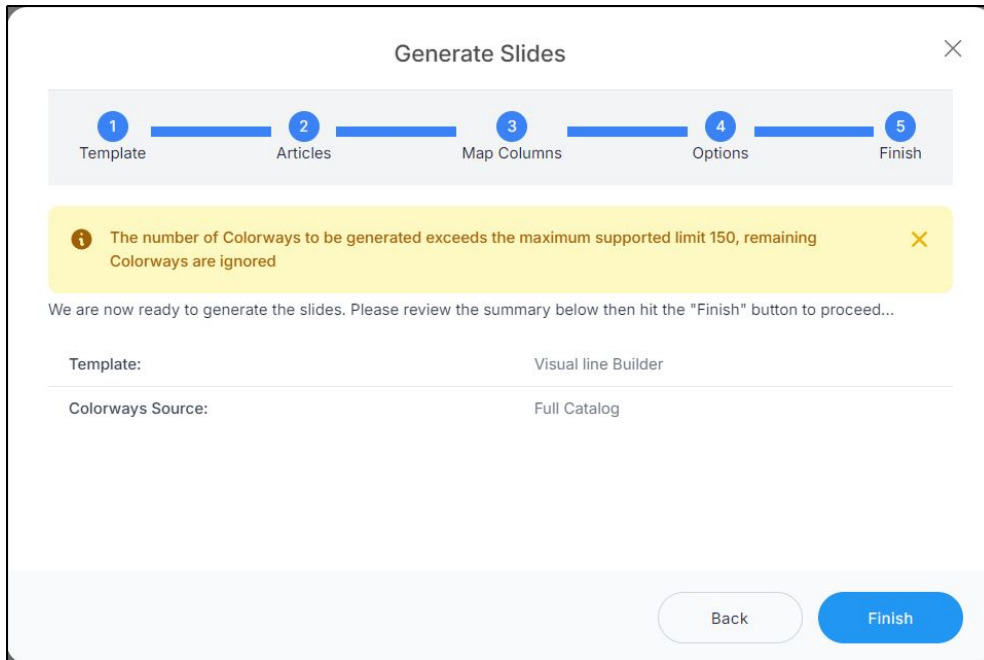 Generate Slides
1
2
3
4
5
Template
Articles
Map Columns
Options
Finish
The number of Colorways to be generated exceeds the maximum supported limit 150, remaining
Colorways are ignored
We are now ready to generate the slides. Please review the summary below then hit the "Finish" button to proceed...
Template: Visual line Builder
Colorways Source: Full Catalog
Back
Finish